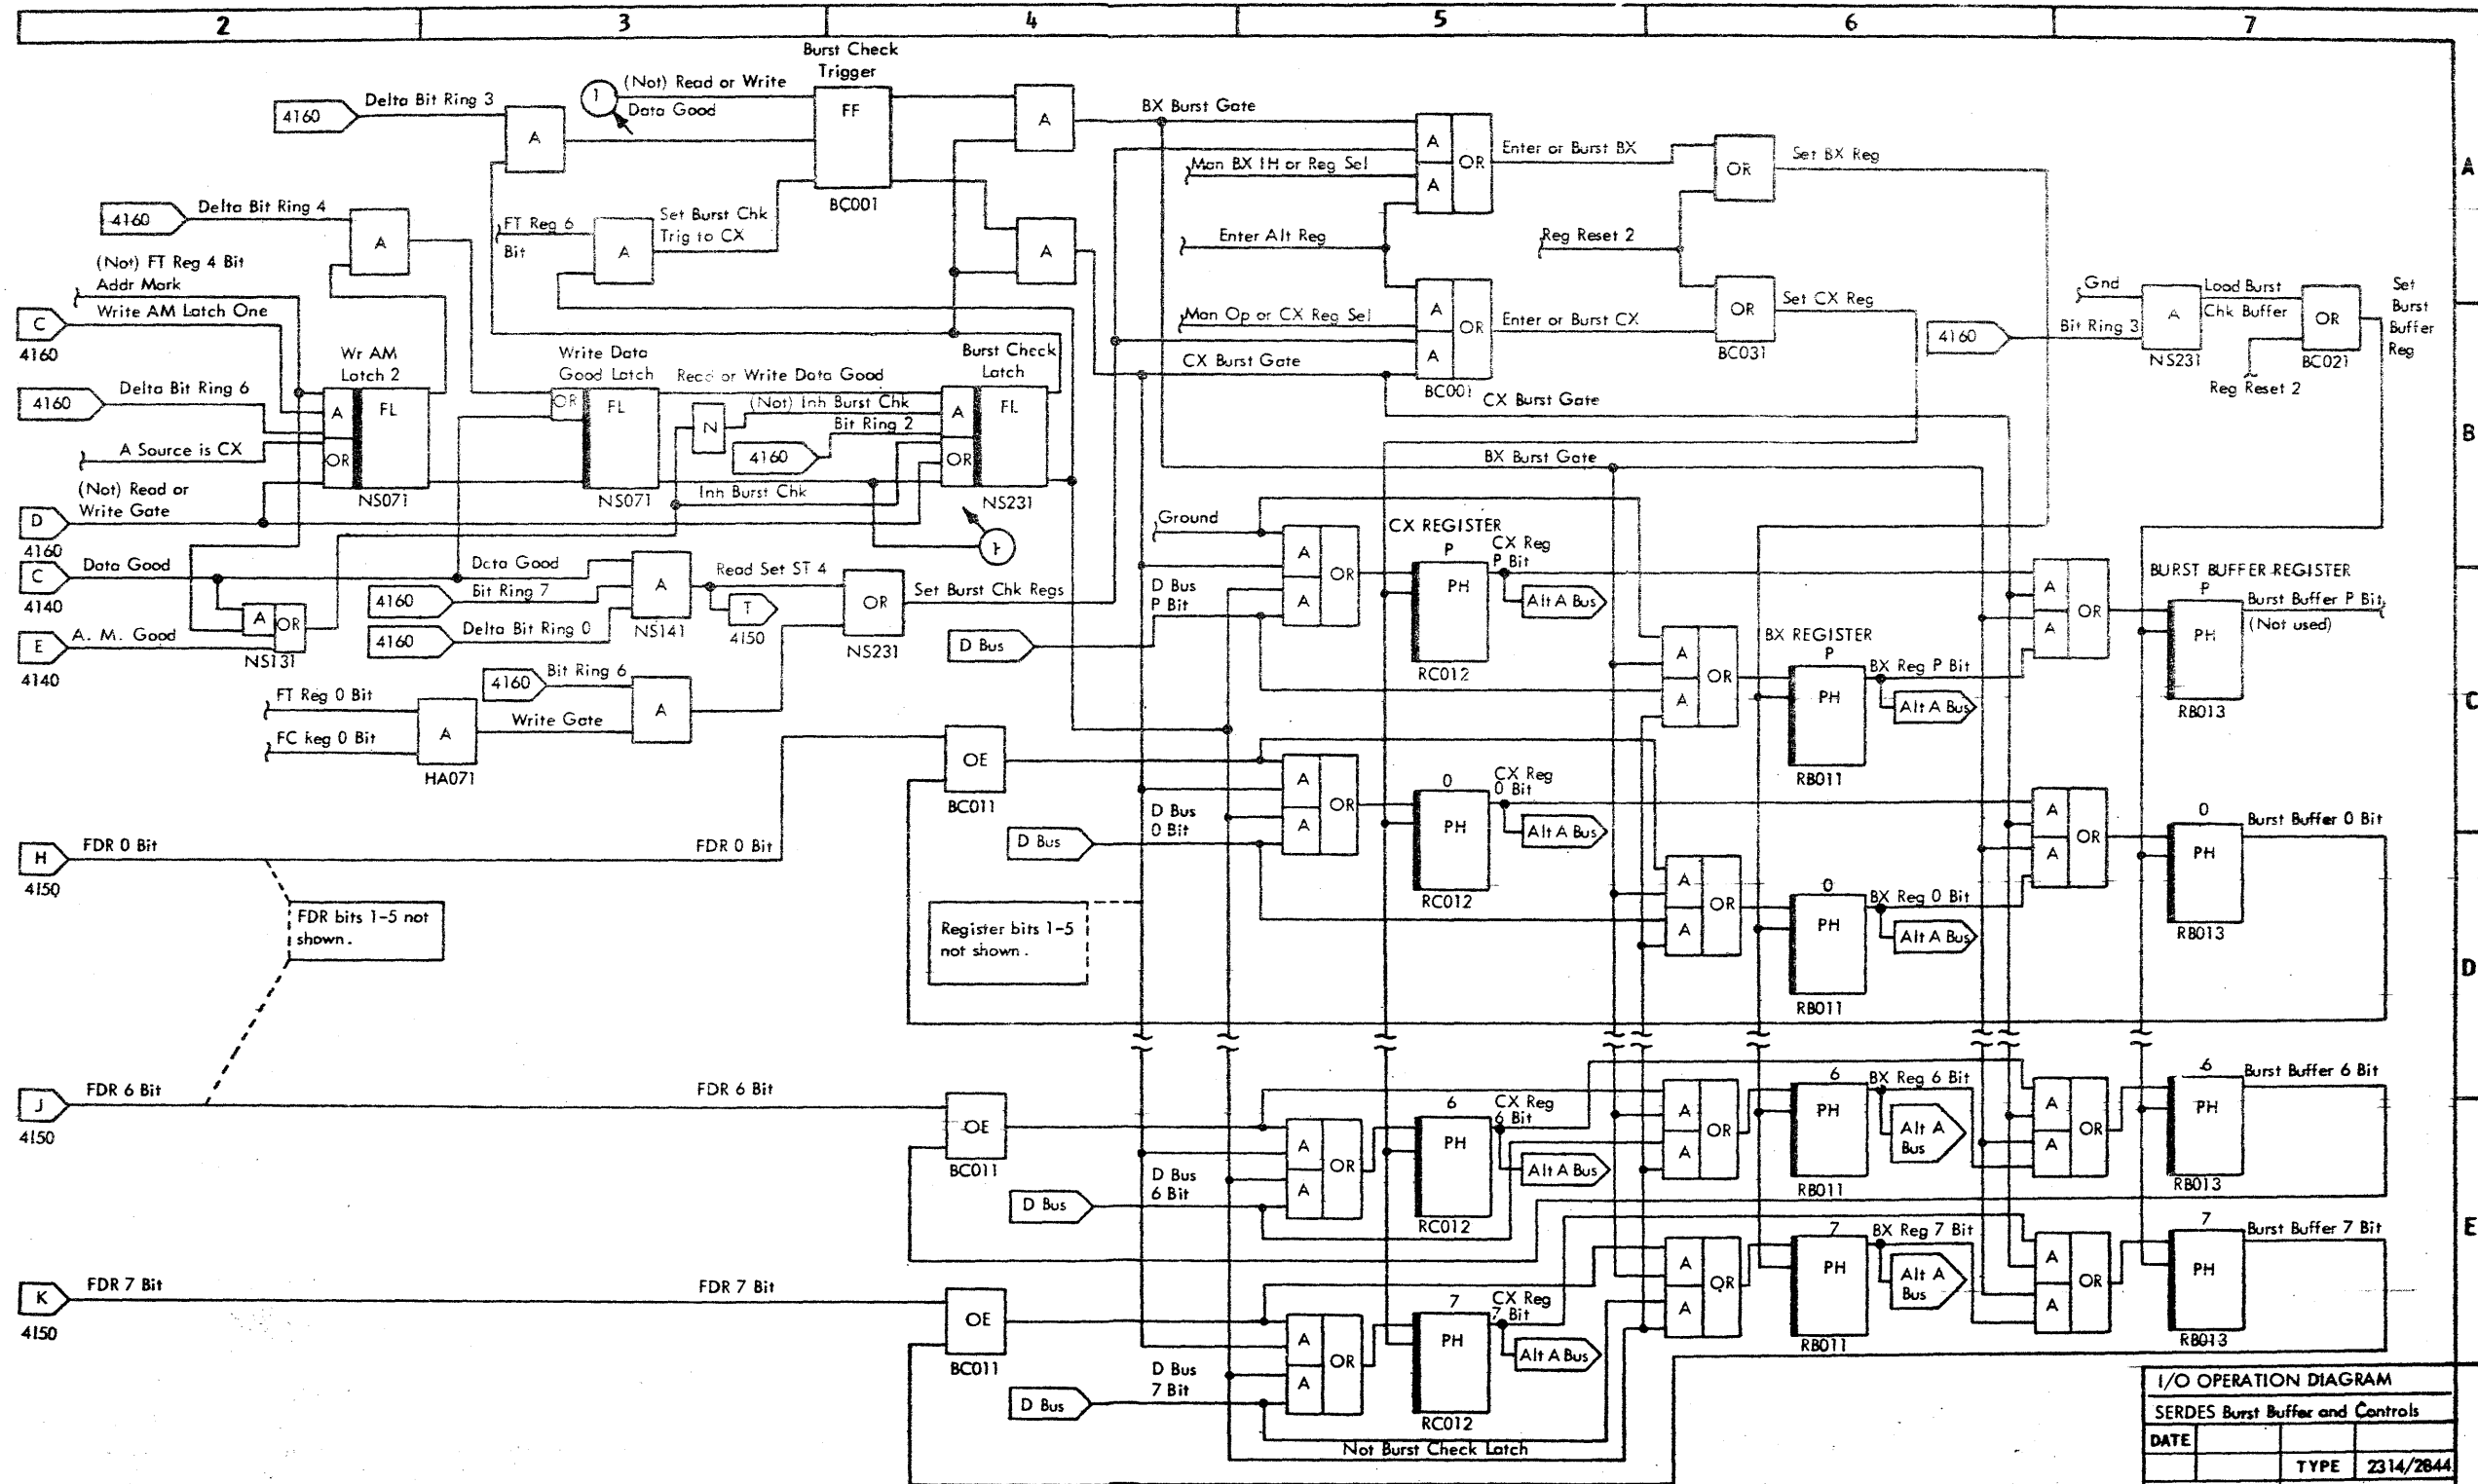 2 3 4 5 6 7
A
B
C
D
E
Burst Check
Trigger
FF
BC001
(Not) Read or Write
Data Good
1
4160
Delta Bit Ring 3
A
A
BX Burst Gate
Man BX IH or Reg Sel
A
A
OR
Enter or Burst BX
OR
Set BX Reg
4160
Delta Bit Ring 4
A
FT Reg 6
Bit
A
Set Burst Chk
Trig to CX
A
Enter Alt Reg
Reg Reset 2
(Not) FT Reg 4 Bit
Addr Mark
C
4160
Write AM Latch One
Man Op or CX Reg Sel
A
A
OR
BC001
Enter or Burst CX
OR
BC031
Set CX Reg
CX Burst Gate
CX Burst Gate
Gnd
4160
Bit Ring 3
A
NS231
Load Burst
Chk Buffer
OR
BC021
Reg Reset 2
Set
Burst
Buffer
Reg
Wr AM
Latch 2
4160
Delta Bit Ring 6
A
OR
FL
NS071
A Source is CX
(Not) Read or
Write Gate
D
4160
Write Data
Good Latch
OR
FL
NS071
Read or Write Data Good
(Not) Inh Burst Chk
N
Bit Ring 2
4160
Inh Burst Chk
Burst Check
Latch
A
OR
FL
NS231
BX Burst Gate
C
4140
Data Good
Data Good
E
4140
A. M. Good
A
OR
NS131
4160
Bit Ring 7
4160
Delta Bit Ring 0
A
NS141
Read Set ST 4
T
4150
OR
NS231
Set Burst Chk Regs
4160
Bit Ring 6
A
FT Reg 0 Bit
FC Reg 0 Bit
A
HA071
Write Gate
Ground
A
A
OR
CX REGISTER
P
PH
RC012
CX Reg
P Bit
Alt A Bus
D Bus
P Bit
D Bus
A
A
OR
BX REGISTER
P
PH
RB011
BX Reg P Bit
Alt A Bus
A
A
OR
BURST BUFFER REGISTER
P
PH
RB013
Burst Buffer P Bit
(Not used)
H
4150
FDR 0 Bit
FDR 0 Bit
OE
BC011
A
A
OR
0
PH
RC012
CX Reg
0 Bit
Alt A Bus
D Bus
0 Bit
D Bus
A
A
OR
0
PH
RB011
BX Reg 0 Bit
Alt A Bus
A
A
OR
0
PH
RB013
Burst Buffer 0 Bit
FDR bits 1-5 not
shown.
Register bits 1-5
not shown.
J
4150
FDR 6 Bit
FDR 6 Bit
OE
BC011
A
A
OR
6
PH
RC012
CX Reg
6 Bit
Alt A Bus
D Bus
6 Bit
D Bus
A
A
OR
6
PH
RB011
BX Reg 6 Bit
Alt A
Bus
A
A
OR
6
PH
RB013
Burst Buffer 6 Bit
K
4150
FDR 7 Bit
FDR 7 Bit
OE
BC011
A
A
OR
7
PH
RC012
CX Reg
7 Bit
Alt A Bus
D Bus
7 Bit
D Bus
Not Burst Check Latch
A
A
OR
7
PH
RB011
BX Reg 7 Bit
Alt A
Bus
A
A
OR
7
PH
RB013
Burst Buffer 7 Bit
I/O OPERATION DIAGRAM
SERDES Burst Buffer and Controls
DATE
TYPE 2314/2844